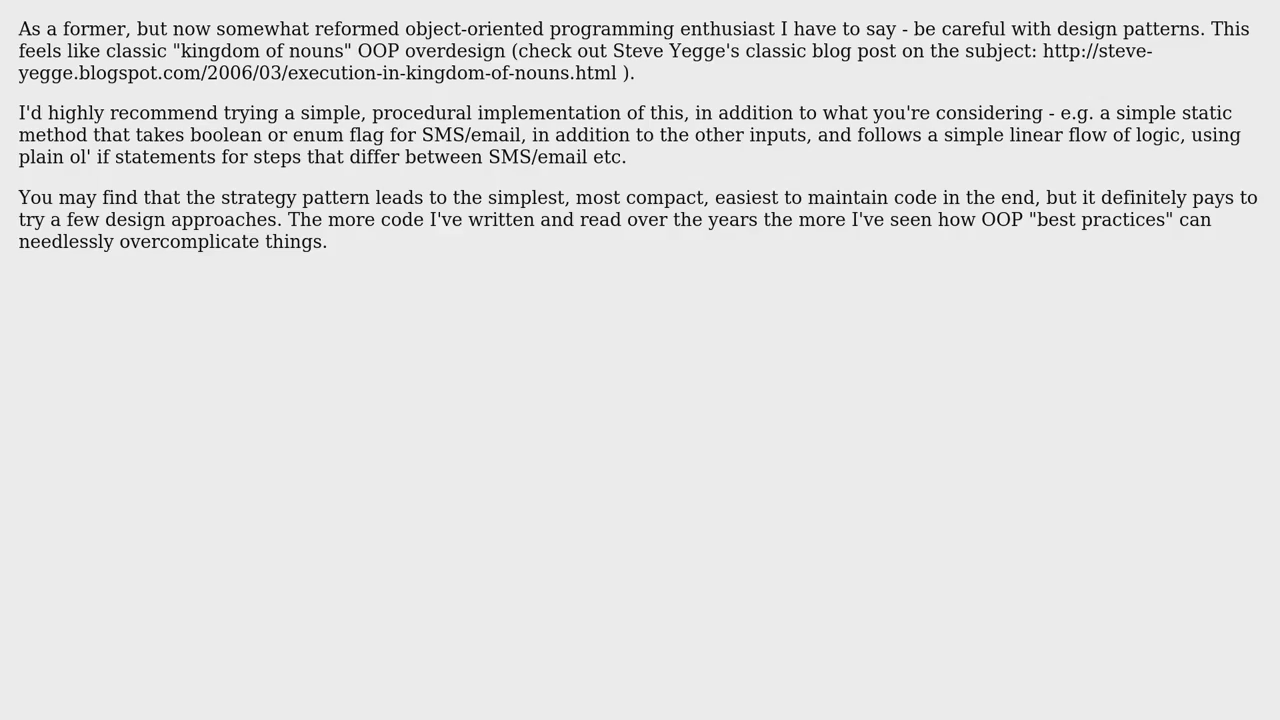 As a former, but now somewhat reformed object-oriented programming enthusiast I have to say - be careful with design patterns. This
feels like classic "kingdom of nouns" OOP overdesign (check out Steve Yegge's classic blog post on the subject: http://steve-
yegge.blogspot.com/2006/03/execution-in-kingdom-of-nouns.html ).
I'd highly recommend trying a simple, procedural implementation of this, in addition to what you're considering - e.g. a simple static
method that takes boolean or enum flag for SMS/email, in addition to the other inputs, and follows a simple linear flow of logic, using
plain ol' if statements for steps that differ between SMS/email etc.
You may find that the strategy pattern leads to the simplest, most compact, easiest to maintain code in the end, but it definitely pays to
try a few design approaches. The more code I've written and read over the years the more I've seen how OOP "best practices" can
needlessly overcomplicate things.